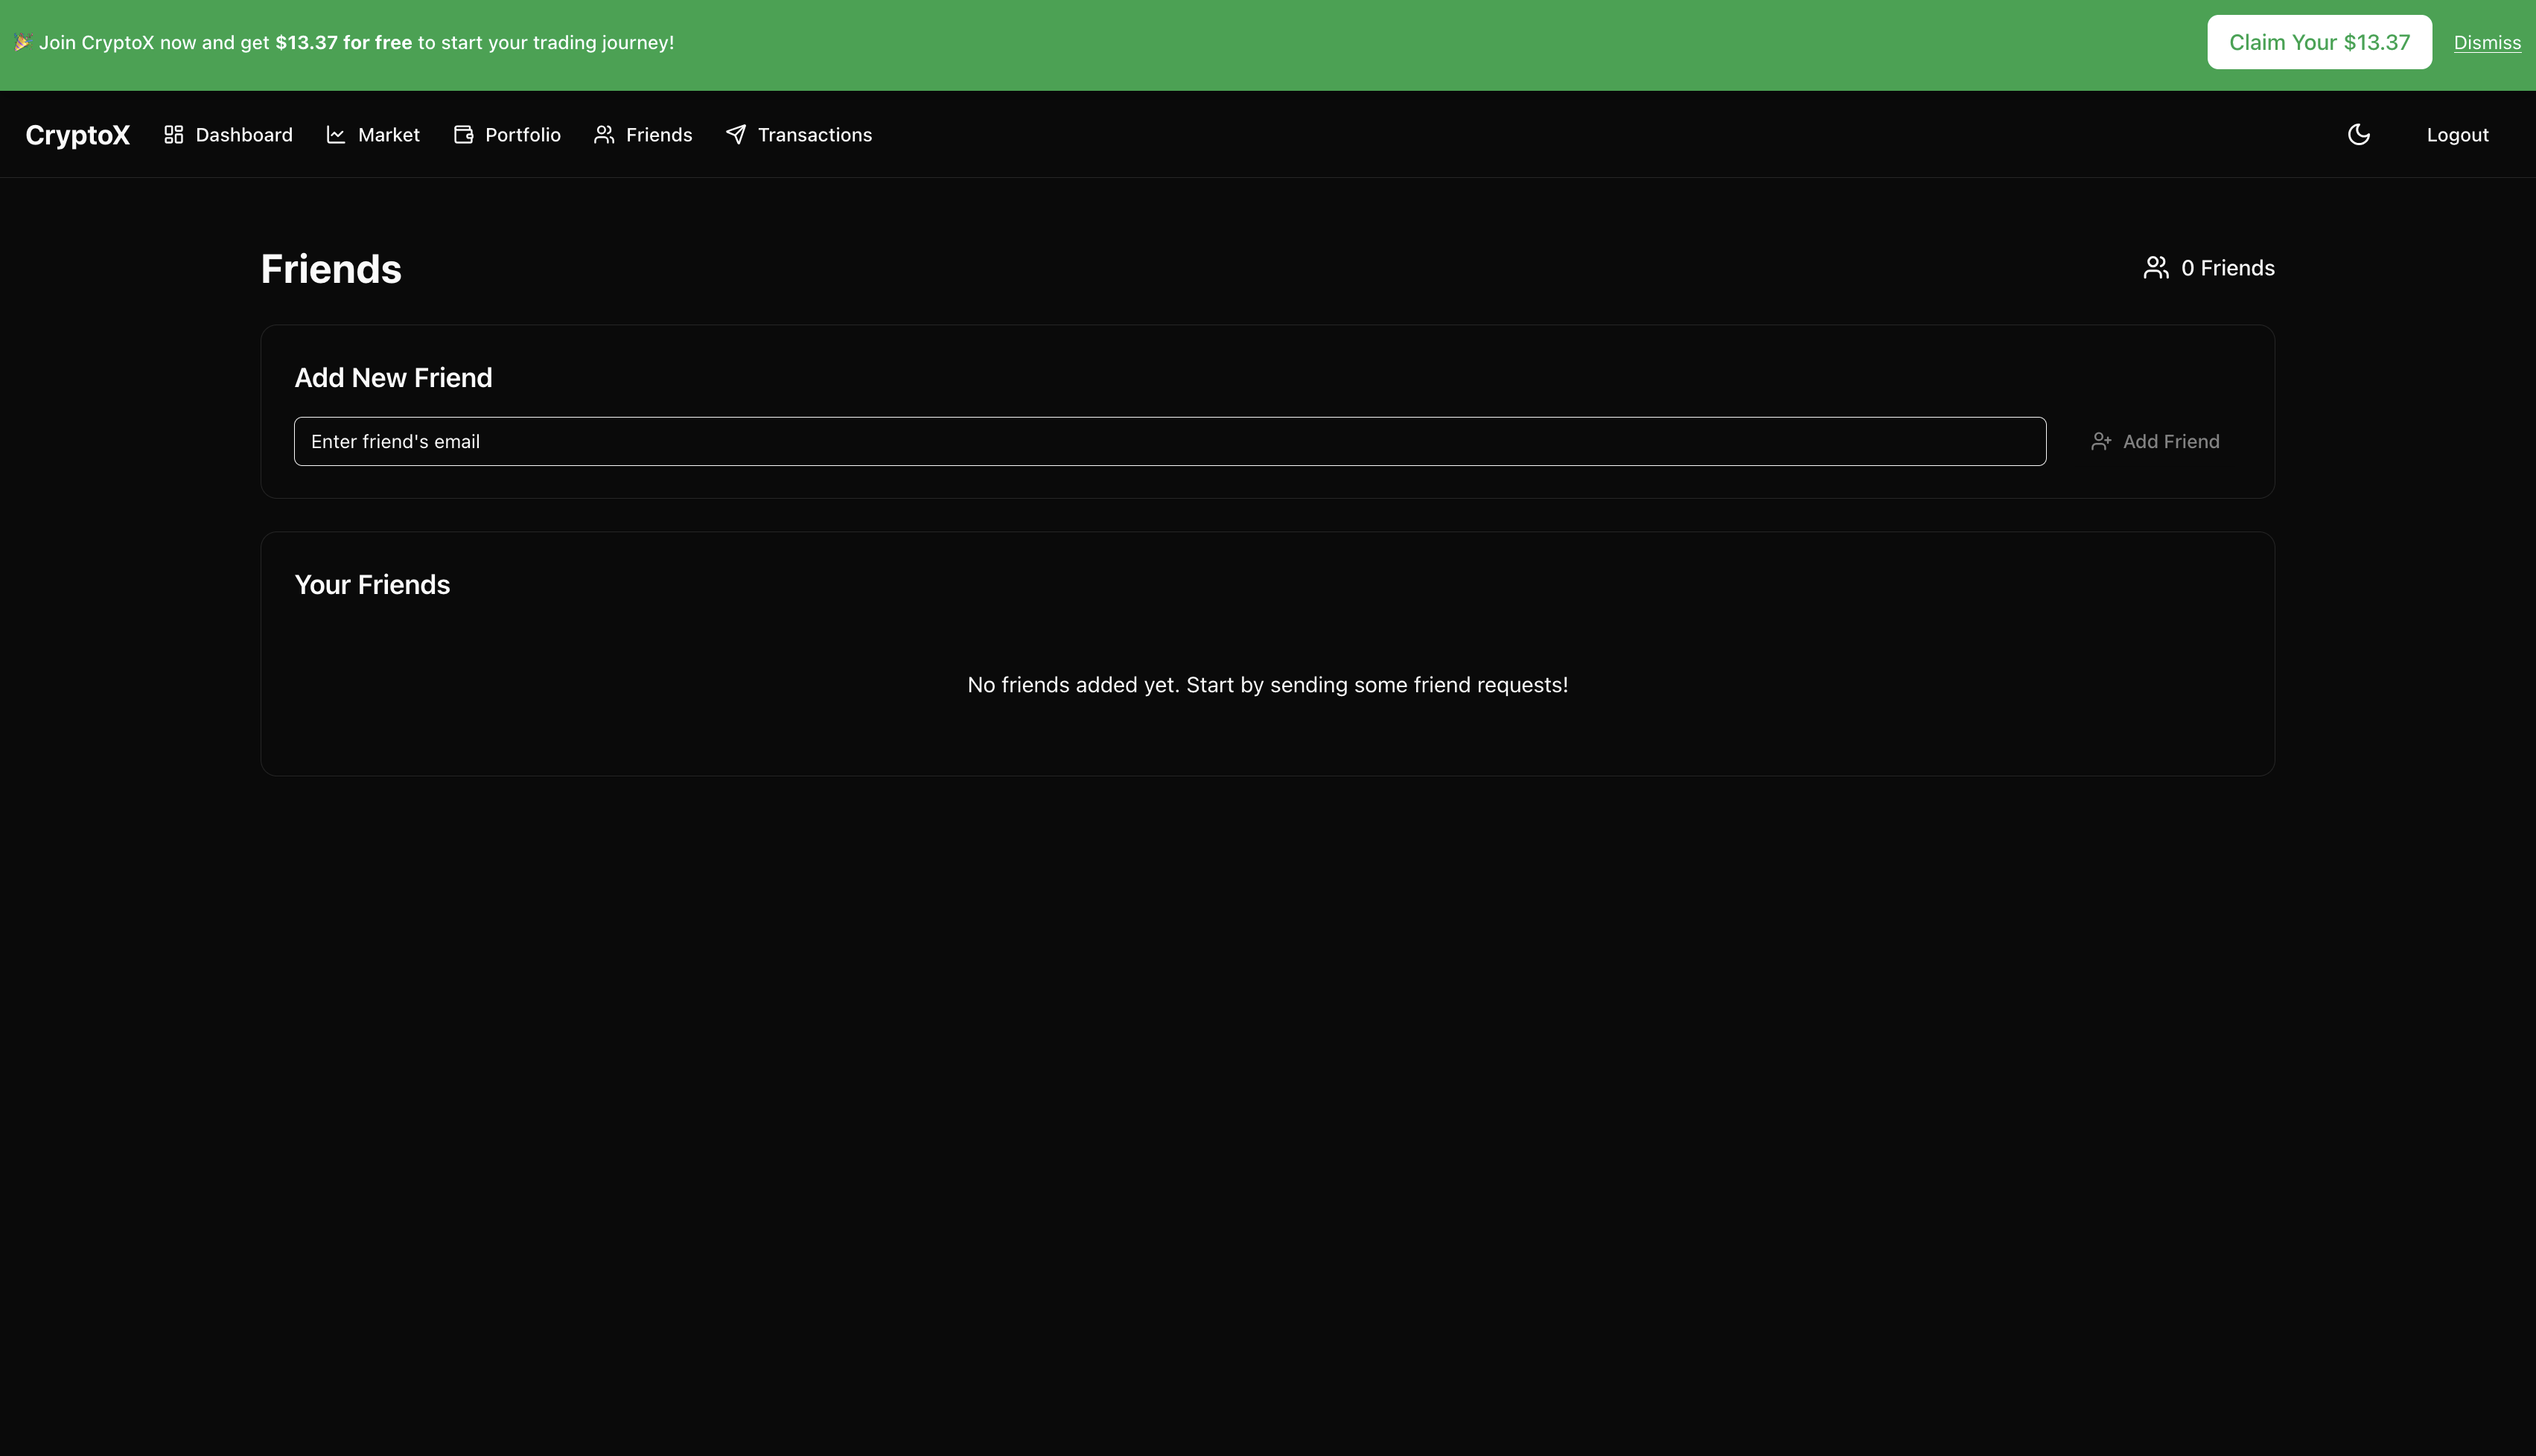 🎉 Join CryptoX now and get $13.37 for free to start your trading journey!
Claim Your $13.37
Dismiss
CryptoX
Dashboard
Market
Portfolio
Friends
Transactions
Logout
Friends
0 Friends
Add New Friend
Enter friend's email
Add Friend
Your Friends
No friends added yet. Start by sending some friend requests!